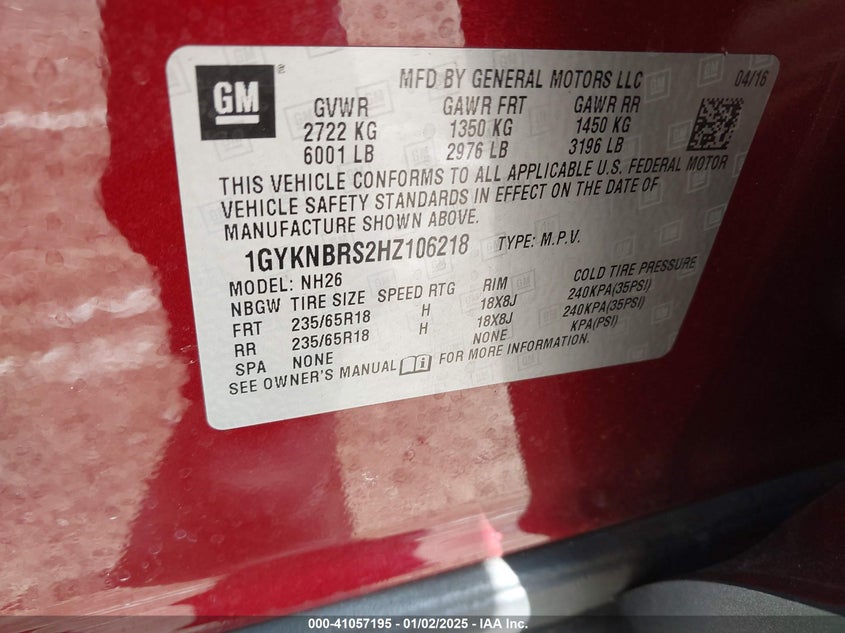 GM ®
MFD BY GENERAL MOTORS LLC 04/16
GVWR GAWR FRT GAWR RR
2722 KG 1350 KG 1450 KG
6001 LB 2976 LB 3196 LB
THIS VEHICLE CONFORMS TO ALL APPLICABLE U.S. FEDERAL MOTOR
VEHICLE SAFETY STANDARDS IN EFFECT ON THE DATE OF
MANUFACTURE SHOWN ABOVE.
1GYKNBRS2HZ106218 TYPE: M.P.V.
MODEL: NH26
NBGW TIRE SIZE SPEED RTG RIM COLD TIRE PRESSURE
FRT 235/65R18 H 18X8J 240KPA(35PSI)
RR 235/65R18 H 18X8J 240KPA(35PSI)
SPA NONE NONE KPA(PSI)
SEE OWNER'S MANUAL FOR MORE INFORMATION.
000-41057195 - 01/02/2025 - IAA Inc.